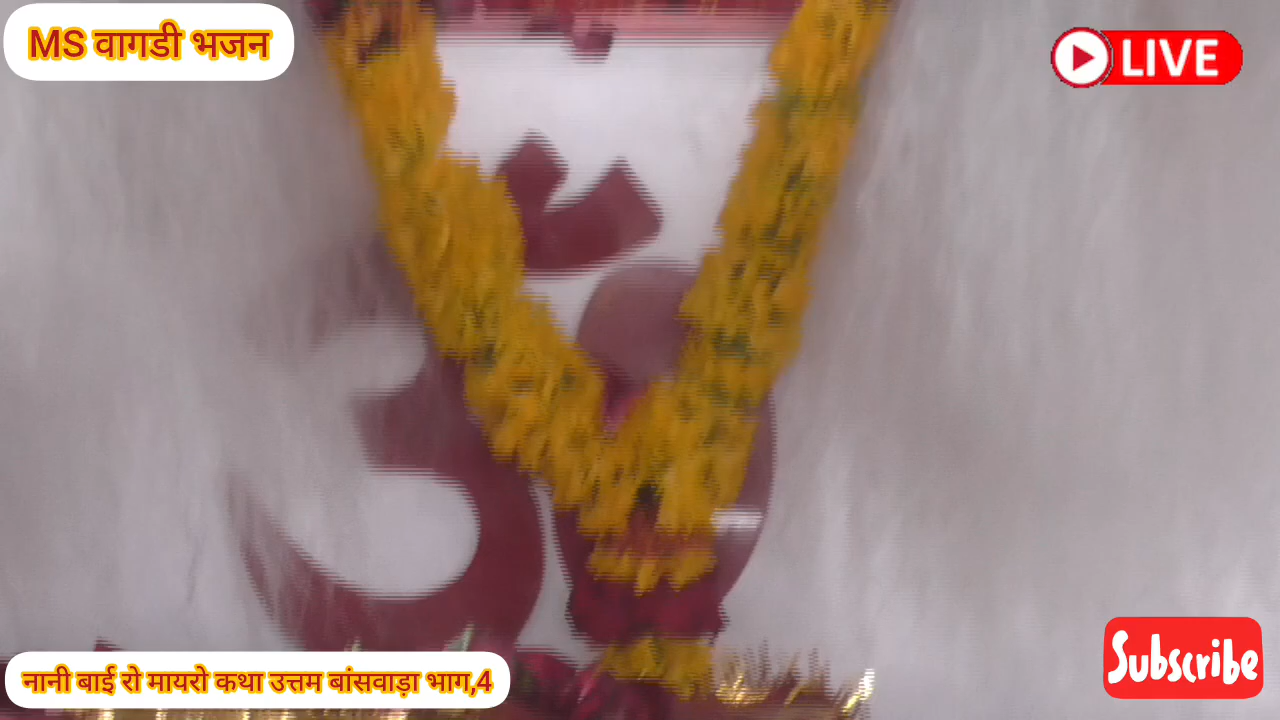 MS वागडी भजन
LIVE
ॐ
नानी बाई रो मायरो कथा उत्तम बांसवाड़ा भाग,4
Subscribe